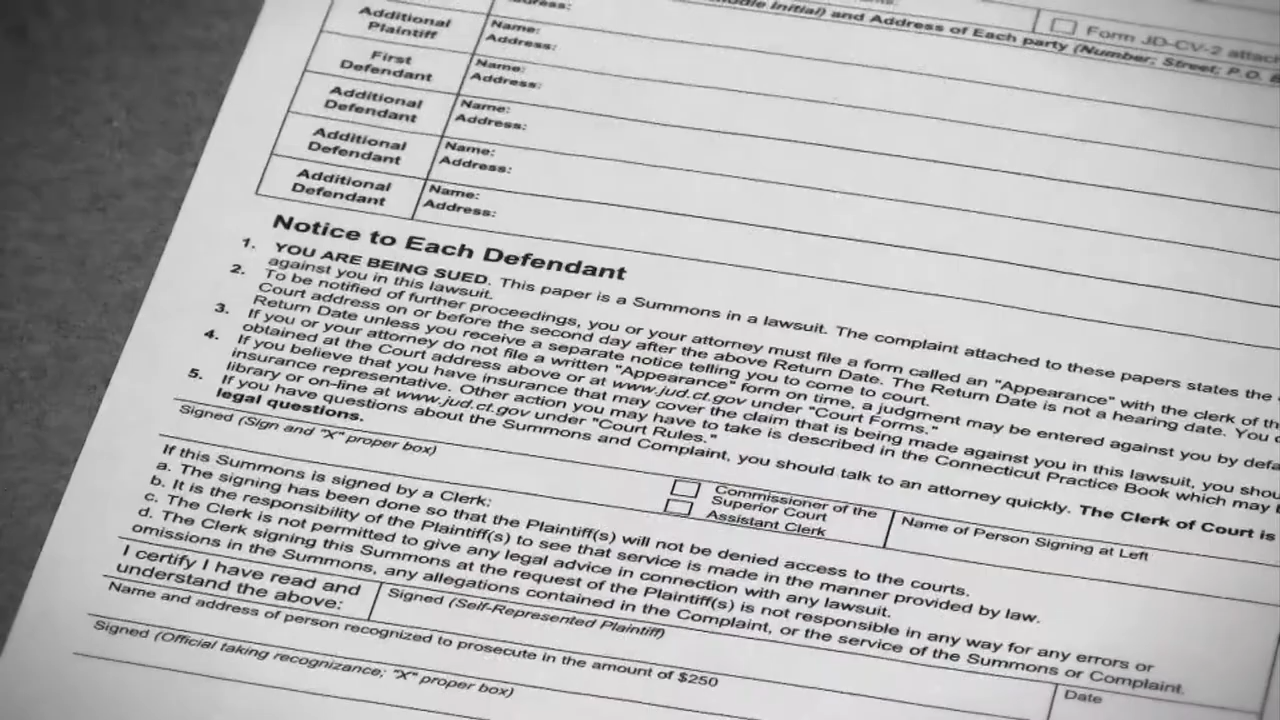 dress:
ames:
Form JD-CV-2 attach
Initial) and Address of Each party (Number; Street; P.O. B
Additional
Plaintiff
Name:
Address:
First
Defendant
Name:
Address:
Additional
Defendant
Name:
Address:
Additional
Defendant
Name:
Address:
Additional
Defendant
Name:
Address:
Notice to Each Defendant
1. YOU ARE BEING SUED. This paper is a Summons in a lawsuit. The complaint attached to these papers states the
against you in this lawsuit.
2. To be notified of further proceedings, you or your attorney must file a form called an "Appearance" with the clerk of th
Court address on or before the second day after the above Return Date. The Return Date is not a hearing date. You
Return Date unless you receive a separate notice telling you to come to court.
3. If you or your attorney do not file a written "Appearance" form on time, a judgment may be entered against you by defa
obtained at the Court address above or at www.jud.ct.gov under "Court Forms."
4. If you believe that you have insurance that may cover the claim that is being made against you in this lawsuit, you shou
insurance representative. Other action you may have to take is described in the Connecticut Practice Book which may b
library or on-line at www.jud.ct.gov under "Court Rules."
5. If you have questions about the Summons and Complaint, you should talk to an attorney quickly. The Clerk of Court is
legal questions.
Signed (Sign and "X" proper box)
Commissioner of the
Superior Court
Assistant Clerk
Name of Person Signing at Left
If this Summons is signed by a Clerk:
a. The signing has been done so that the Plaintiff(s) will not be denied access to the courts.
b. It is the responsibility of the Plaintiff(s) to see that service is made in the manner provided by law.
c. The Clerk is not permitted to give any legal advice in connection with any lawsuit.
d. The Clerk signing this Summons at the request of the Plaintiff(s) is not responsible in any way for any errors or
omissions in the Summons, any allegations contained in the Complaint, or the service of the Summons or Complaint.
I certify I have read and
understand the above:
Signed (Self-Represented Plaintiff)
Date
Name and address of person recognized to prosecute in the amount of $250
Signed (Official taking recognizance; "X" proper box)